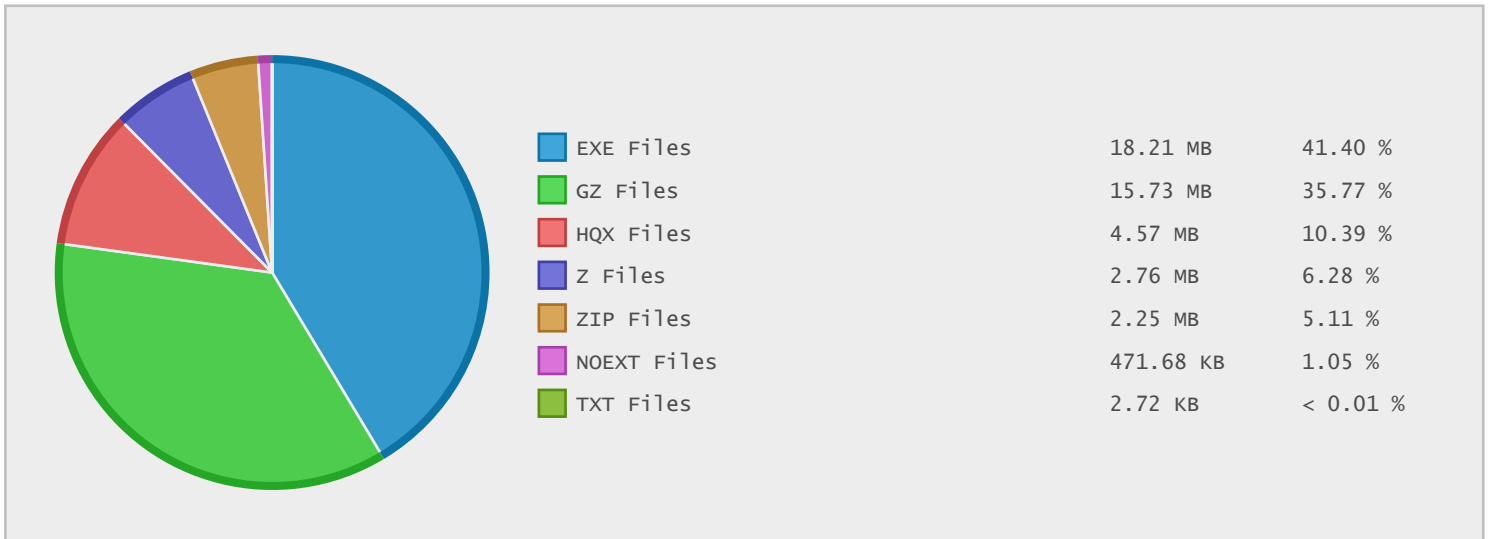 EXE Files 18.21 MB 41.40 %
GZ Files 15.73 MB 35.77 %
HQX Files 4.57 MB 10.39 %
Z Files 2.76 MB 6.28 %
ZIP Files 2.25 MB 5.11 %
NOEXT Files 471.68 KB 1.05 %
TXT Files 2.72 KB < 0.01 %